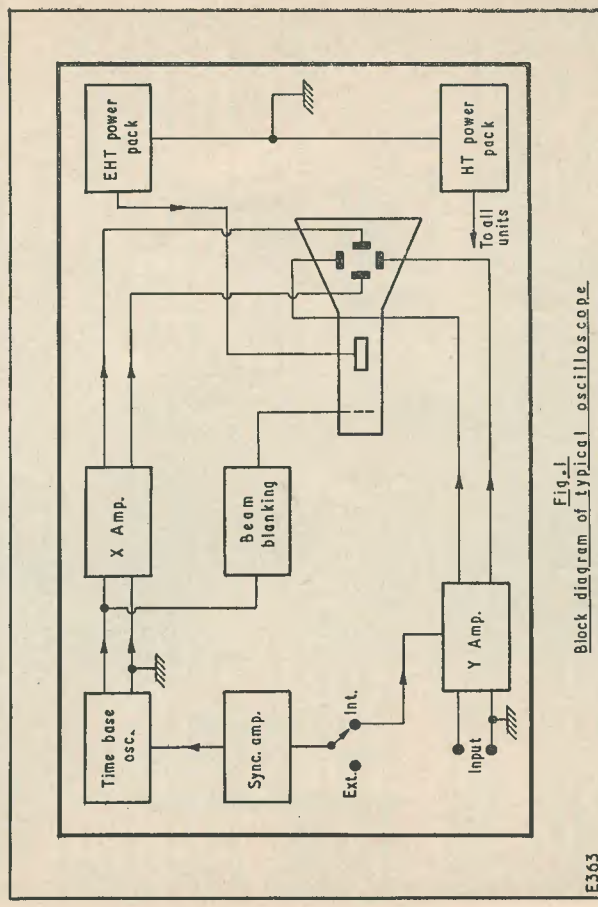 EHT power
pack
HT power
pack
To all
units
X Amp.
Beam
blanking
Y Amp.
Time base
osc.
Sync. amp.
Ext.
Int.
Input
Fig.1
Block diagram of typical oscilloscope
E363